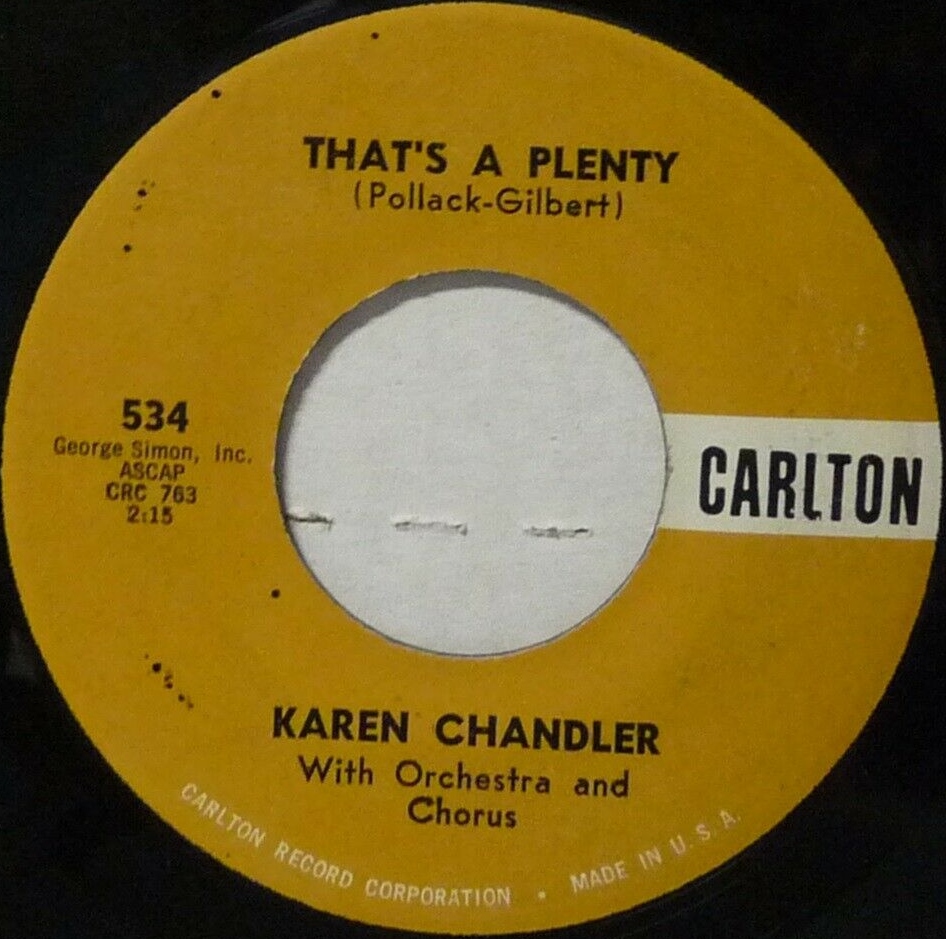 THAT'S A PLENTY
(Pollack-Gilbert)
534
George Simon, Inc.
ASCAP
CRC 763
2:15
CARLTON
KAREN CHANDLER
With Orchestra and
Chorus
CARLTON RECORD CORPORATION • MADE IN U. S. A.